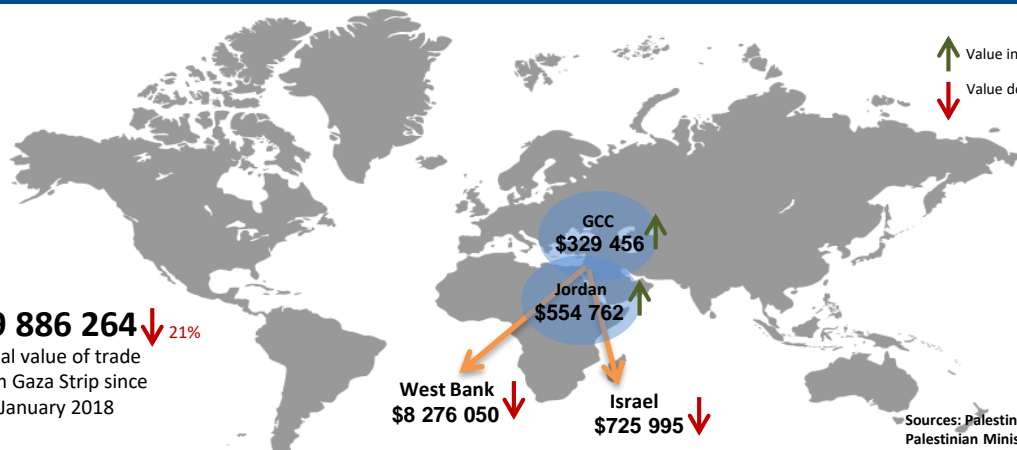 Value in
Value de
GCC
$329 456
Jordan
$554 762
9 886 264 21%
al value of trade
n Gaza Strip since
January 2018
West Bank
$8 276 050
Israel
$725 995
Sources: Palestin
Palestinian Minis